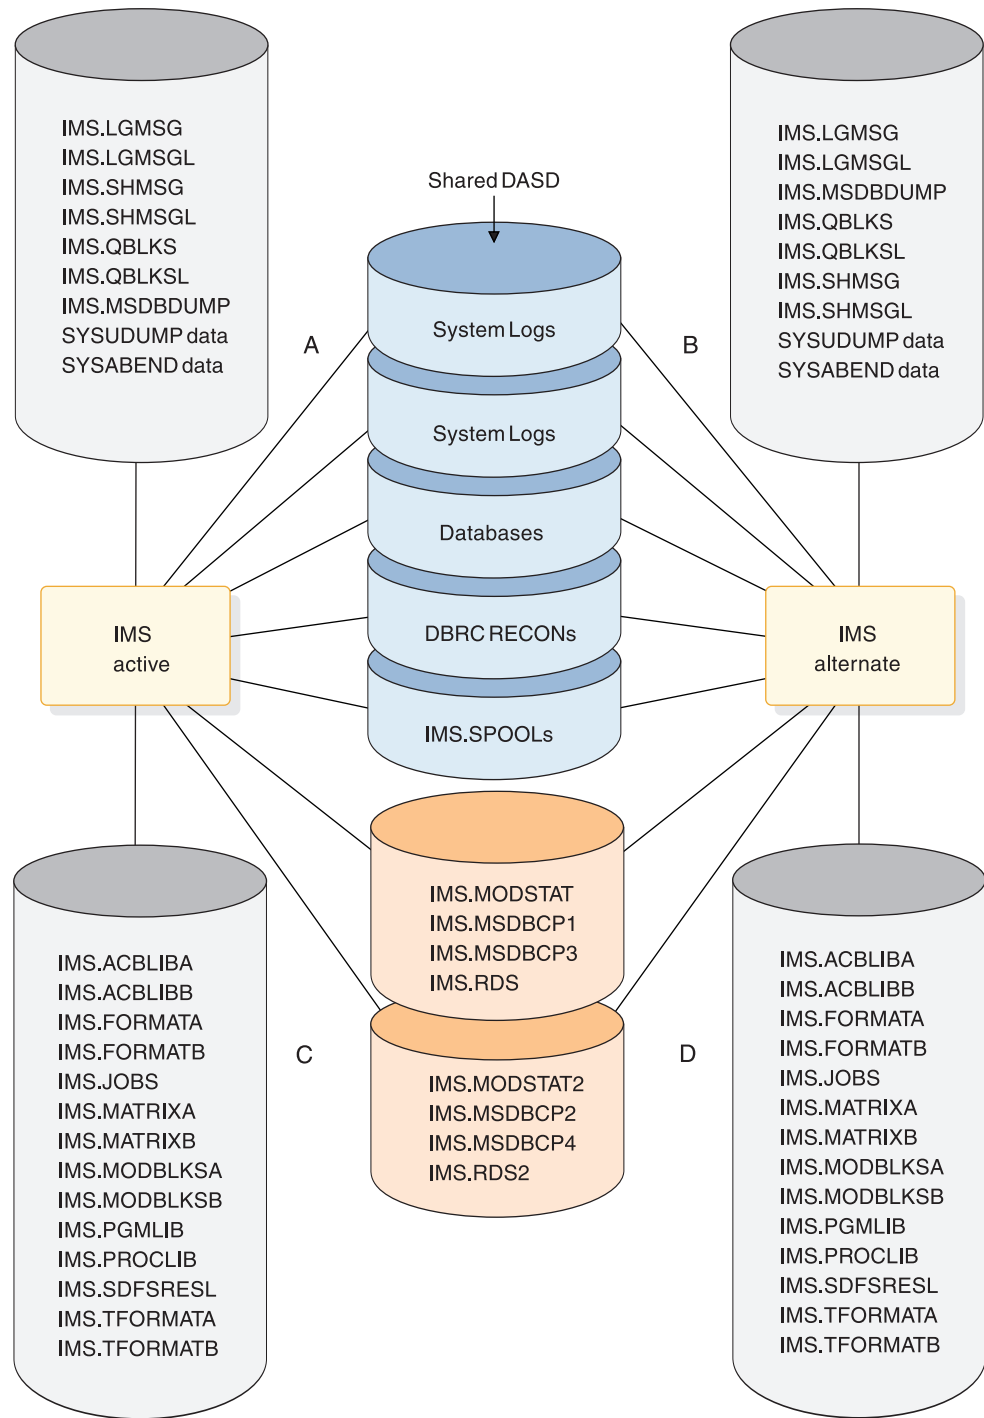 IMS.LGMSG
IMS.LGMSGL
IMS.SHMSG
IMS.SHMSGL
IMS.QBLKS
IMS.QBLKSL
IMS.MSDBDUMP
SYSUDUMP data
SYSABEND data
Shared DASD
IMS.LGMSG
IMS.LGMSGL
IMS.MSDBDUMP
IMS.QBLKS
IMS.QBLKSL
IMS.SHMSG
IMS.SHMSGL
SYSUDUMP data
SYSABEND data
A
B
System Logs
System Logs
Databases
DBRC RECONs
IMS.SPOOLs
IMS
active
IMS
alternate
IMS.MODSTAT
IMS.MSDBCP1
IMS.MSDBCP3
IMS.RDS
IMS.MODSTAT2
IMS.MSDBCP2
IMS.MSDBCP4
IMS.RDS2
C
D
IMS.ACBLIBA
IMS.ACBLIBB
IMS.FORMATA
IMS.FORMATB
IMS.JOBS
IMS.MATRIXA
IMS.MATRIXB
IMS.MODBLKSA
IMS.MODBLKSB
IMS.PGMLIB
IMS.PROCLIB
IMS.SDFSRESL
IMS.TFORMATA
IMS.TFORMATB
IMS.ACBLIBA
IMS.ACBLIBB
IMS.FORMATA
IMS.FORMATB
IMS.JOBS
IMS.MATRIXA
IMS.MATRIXB
IMS.MODBLKSA
IMS.MODBLKSB
IMS.PGMLIB
IMS.PROCLIB
IMS.SDFSRESL
IMS.TFORMATA
IMS.TFORMATB